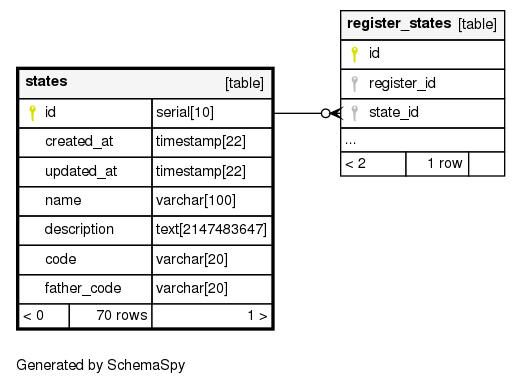 register_states [table]
id
register_id
state_id
...
< 2 1 row
states [table]
id serial[10]
created_at timestamp[22]
updated_at timestamp[22]
name varchar[100]
description text[2147483647]
code varchar[20]
father_code varchar[20]
< 0 70 rows 1 >
Generated by SchemaSpy